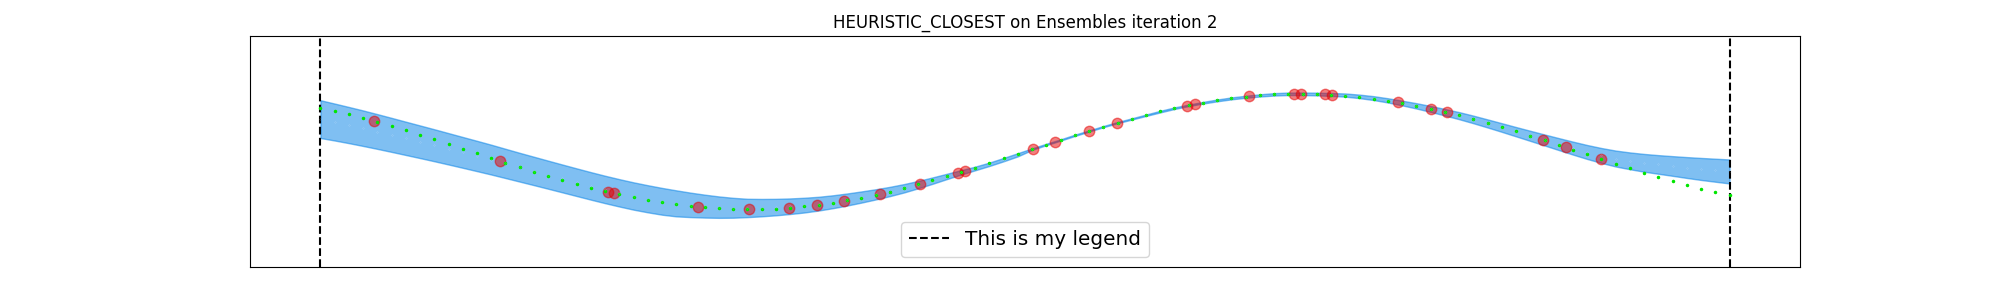 HEURISTIC_CLOSEST on Ensembles iteration 2
This is my legend